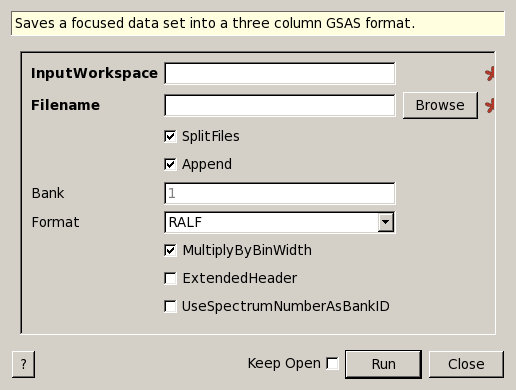 Saves a focused data set into a three column GSAS format.
InputWorkspace
Filename Browse
SplitFiles
Append
Bank 1
Format RALF
MultiplyByBinWidth
ExtendedHeader
UseSpectrumNumberAsBankID
? Keep Open Run Close